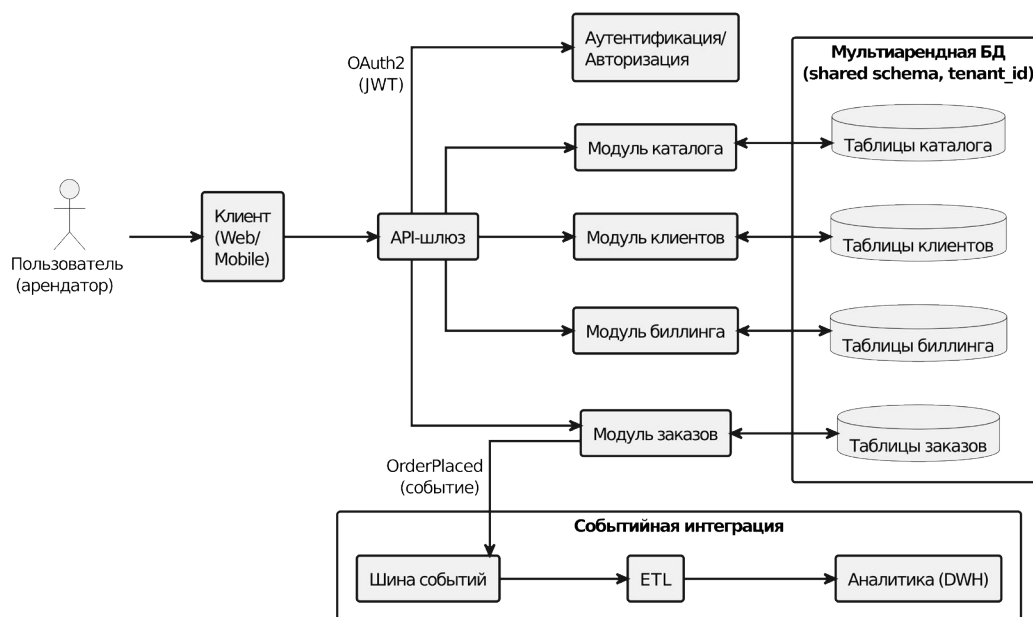 Аутентификация/
Авторизация
OAuth2
(JWT)
Мультиарендная БД
(shared schema, tenant_id)
Модуль каталога
Таблицы каталога
Клиент
(Web/
Mobile)
API-шлюз
Модуль клиентов
Таблицы клиентов
Пользователь
(арендатор)
Модуль биллинга
Таблицы биллинга
Модуль заказов
Таблицы заказов
OrderPlaced
(событие)
Событийная интеграция
Шина событий
ETL
Аналитика (DWH)